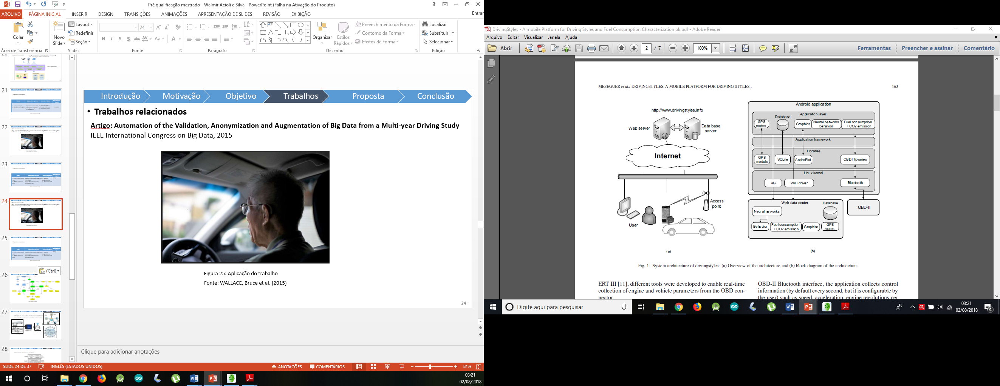 Pré qualificação mestrado - Walmir Acioli e Silva - PowerPoint (Falha na Ativação do Produto)
ARQUIVO PÁGINA INICIAL INSERIR DESIGN TRANSIÇÕES ANIMAÇÕES APRESENTAÇÃO DE SLIDES REVISÃO EXIBIÇÃO Entrar
Colar
Novo Slide
Layout
Redefinir
Seção
24
Organizar
Estilos Rápidos
Preenchimento da Forma
Contorno da Forma
Efeitos de Forma
Localizar
Substituir
Selecionar
Área de Transferência Slides Fonte Parágrafo Desenho Edição
21
22
23
24
25
(Ctrl)
26
27
28
Introdução Motivação Objetivo Trabalhos Proposta Conclusão
• Trabalhos relacionados
Artigo: Automation of the Validation, Anonymization and Augmentation of Big Data from a Multi-year Driving Study
IEEE International Congress on Big Data, 2015
Figura 25: Aplicação do trabalho
Fonte: WALLACE, Bruce et al. (2015)
24
Clique para adicionar anotações
SLIDE 24 DE 37 INGLÊS (ESTADOS UNIDOS) ANOTAÇÕES COMENTÁRIOS 81%
03:21
02/08/2018
DrivingStyles - A mobile Platform for Driving Styles and Fuel Consumption Characterization ok.pdf - Adobe Reader
Arquivo Editar Visualizar Janela Ajuda
Abrir 2 / 7 100% Ferramentas Preencher e assinar Comentário
MESEGUER et al.: DRIVINGSTYLES: A MOBILE PLATFORM FOR DRIVING STYLES... 163
http://www.drivingstyles.info
Web server
Data base server
Internet
User
Access point
(a)
Android application
Application layer
GPS routes
Database
Graphics
Neural networks behavior
Fuel consumption + CO2 emission
Application framework
Libraries
GPS module
SQLite
AndroPlot
OBDII libraries
Linux kernel
4G
WiFi driver
Bluetooth
Web data center
Database
Neural networks
Behavior
Fuel consumption + CO2 emission
Graphics
GPS routes
OBD-II
(b)
Fig. 1. System architecture of drivingstyles: (a) Overview of the architecture and (b) block diagram of the architecture.
ERT III [11], different tools were developed to enable real-time
collection of engine and vehicle parameters from the OBD con-
nector.
OBD-II Bluetooth interface, the application collects control
information (by default every second, but it is configurable by
the user) such as speed, acceleration, engine revolutions per
Digite aqui para pesquisar
03:21
02/08/2018
4